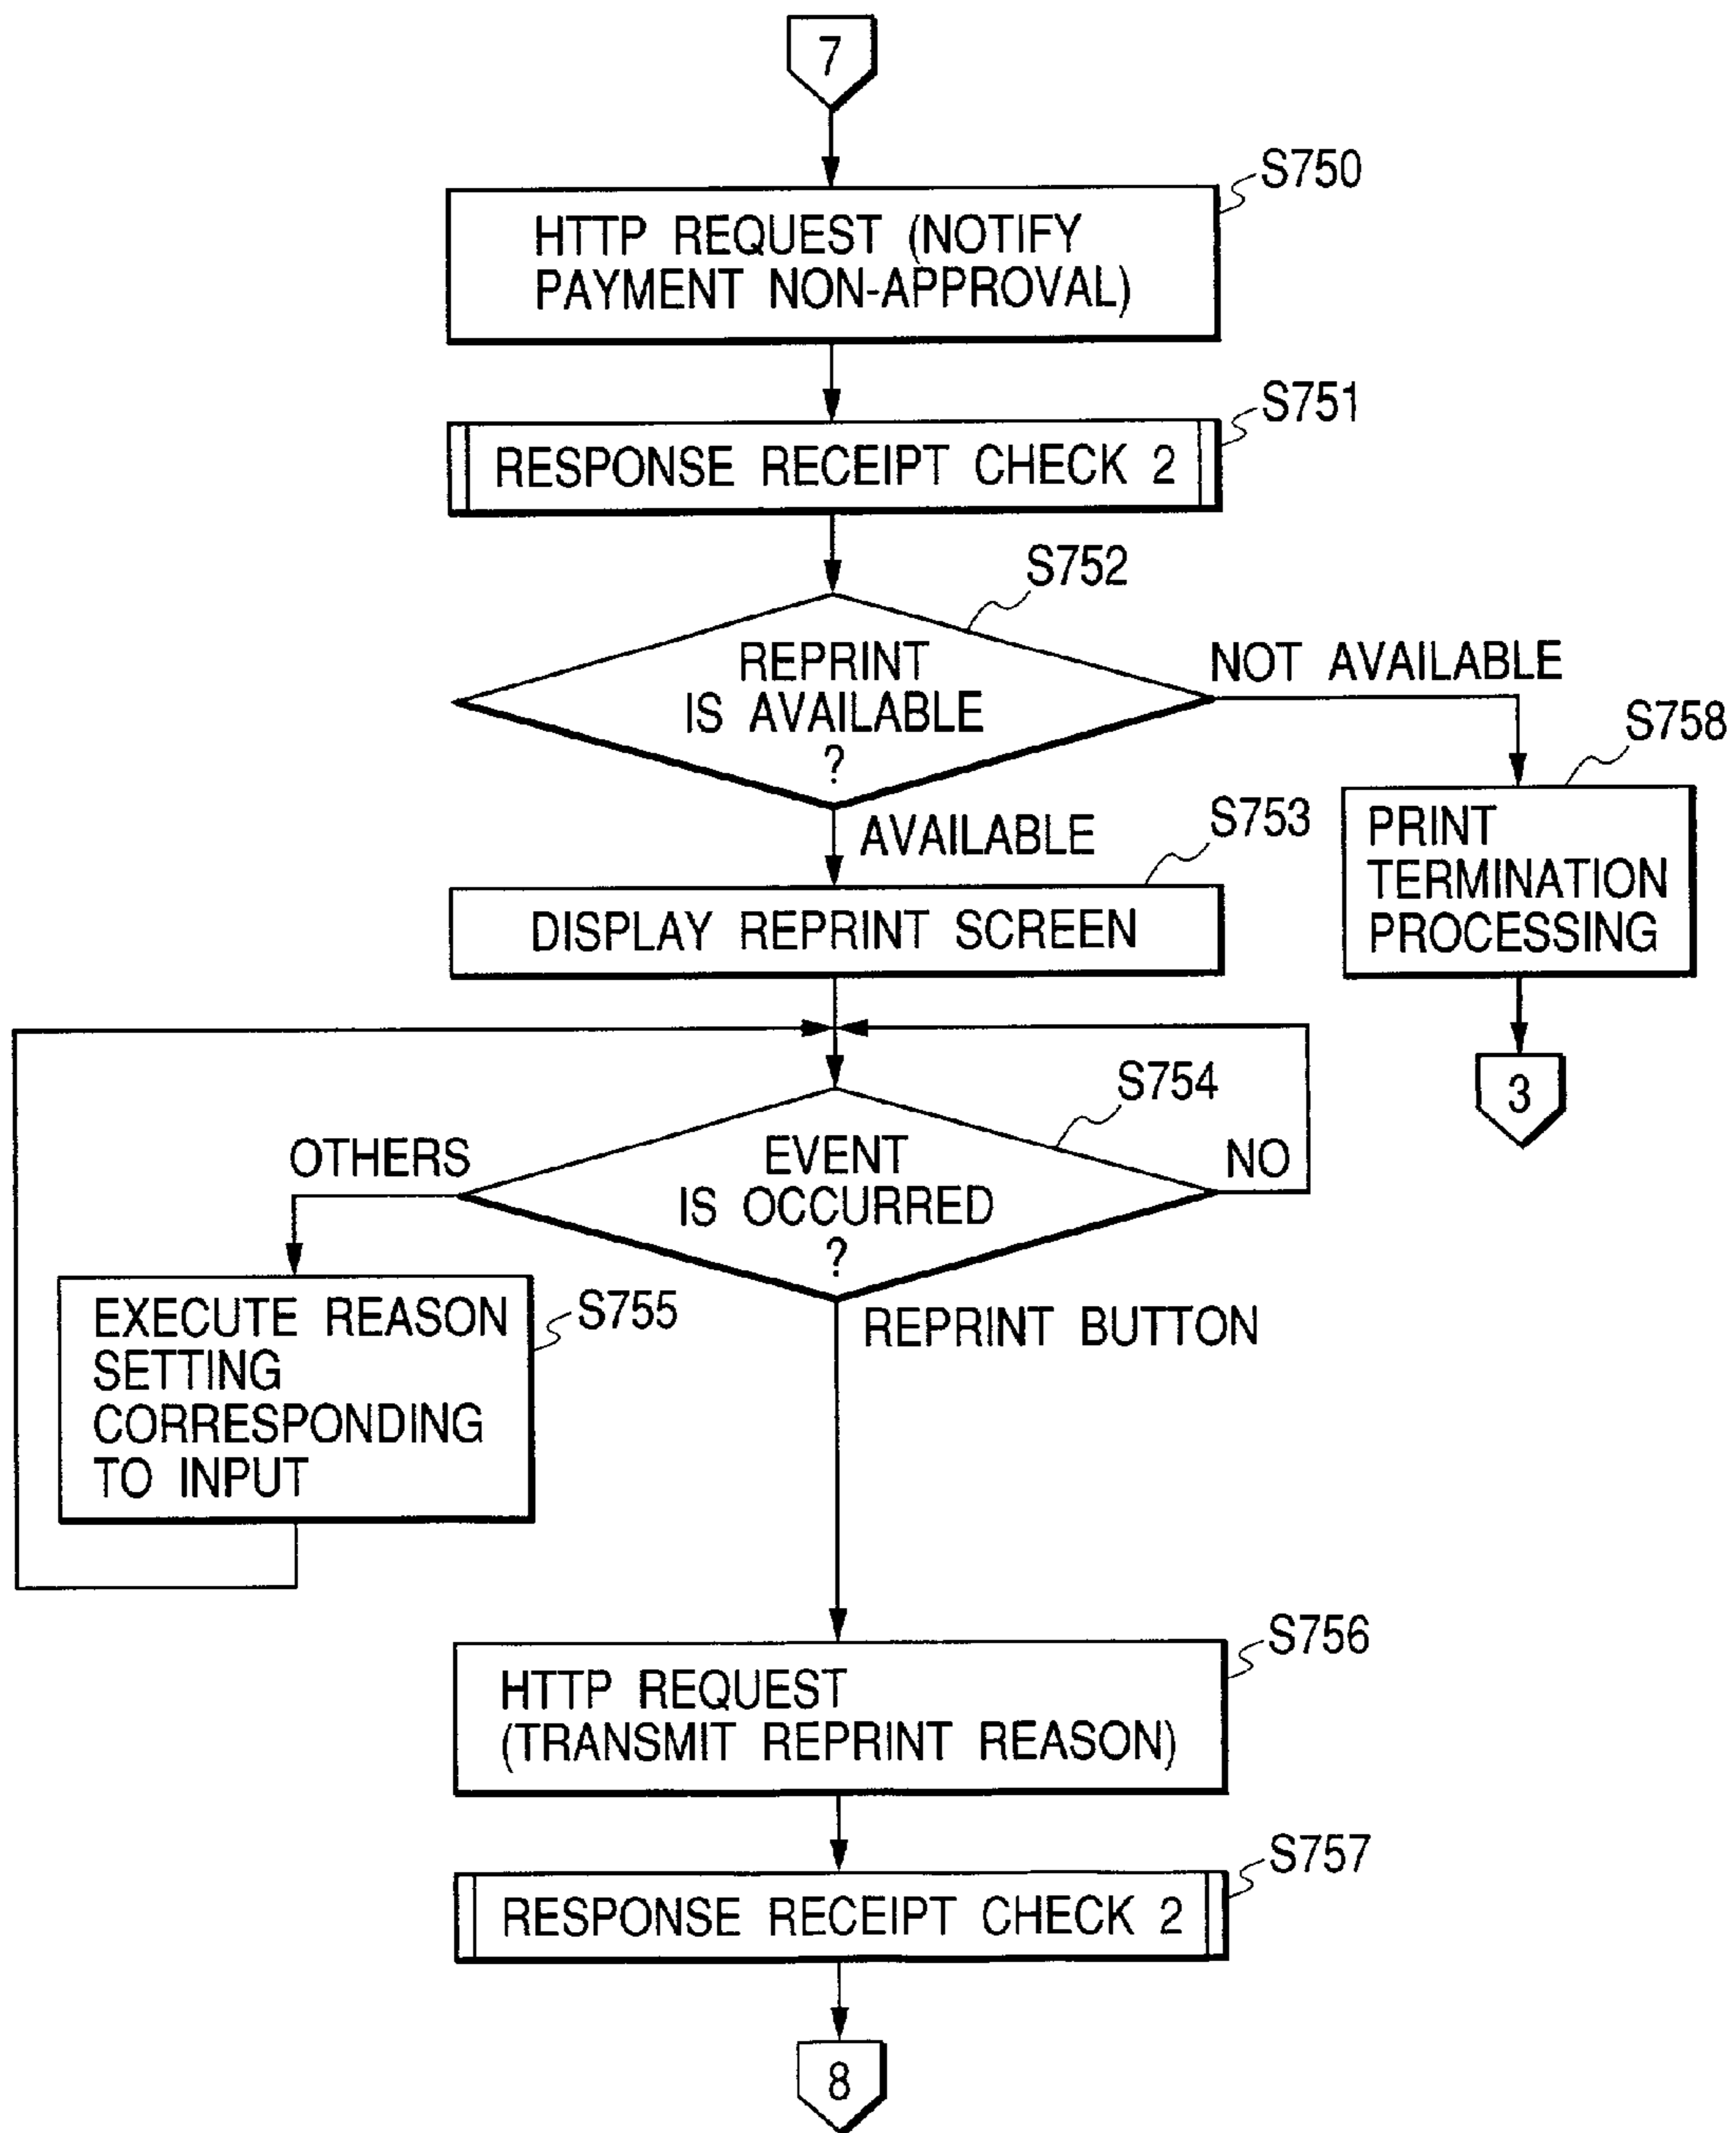 7
S750
HTTP REQUEST (NOTIFY
PAYMENT NON-APPROVAL)
S751
RESPONSE RECEIPT CHECK 2
S752
REPRINT
IS AVAILABLE
?
NOT AVAILABLE
S758
PRINT
TERMINATION
PROCESSING
3
AVAILABLE
S753
DISPLAY REPRINT SCREEN
S754
EVENT
IS OCCURRED
?
NO
OTHERS
S755
EXECUTE REASON
SETTING
CORRESPONDING
TO INPUT
REPRINT BUTTON
S756
HTTP REQUEST
(TRANSMIT REPRINT REASON)
S757
RESPONSE RECEIPT CHECK 2
8